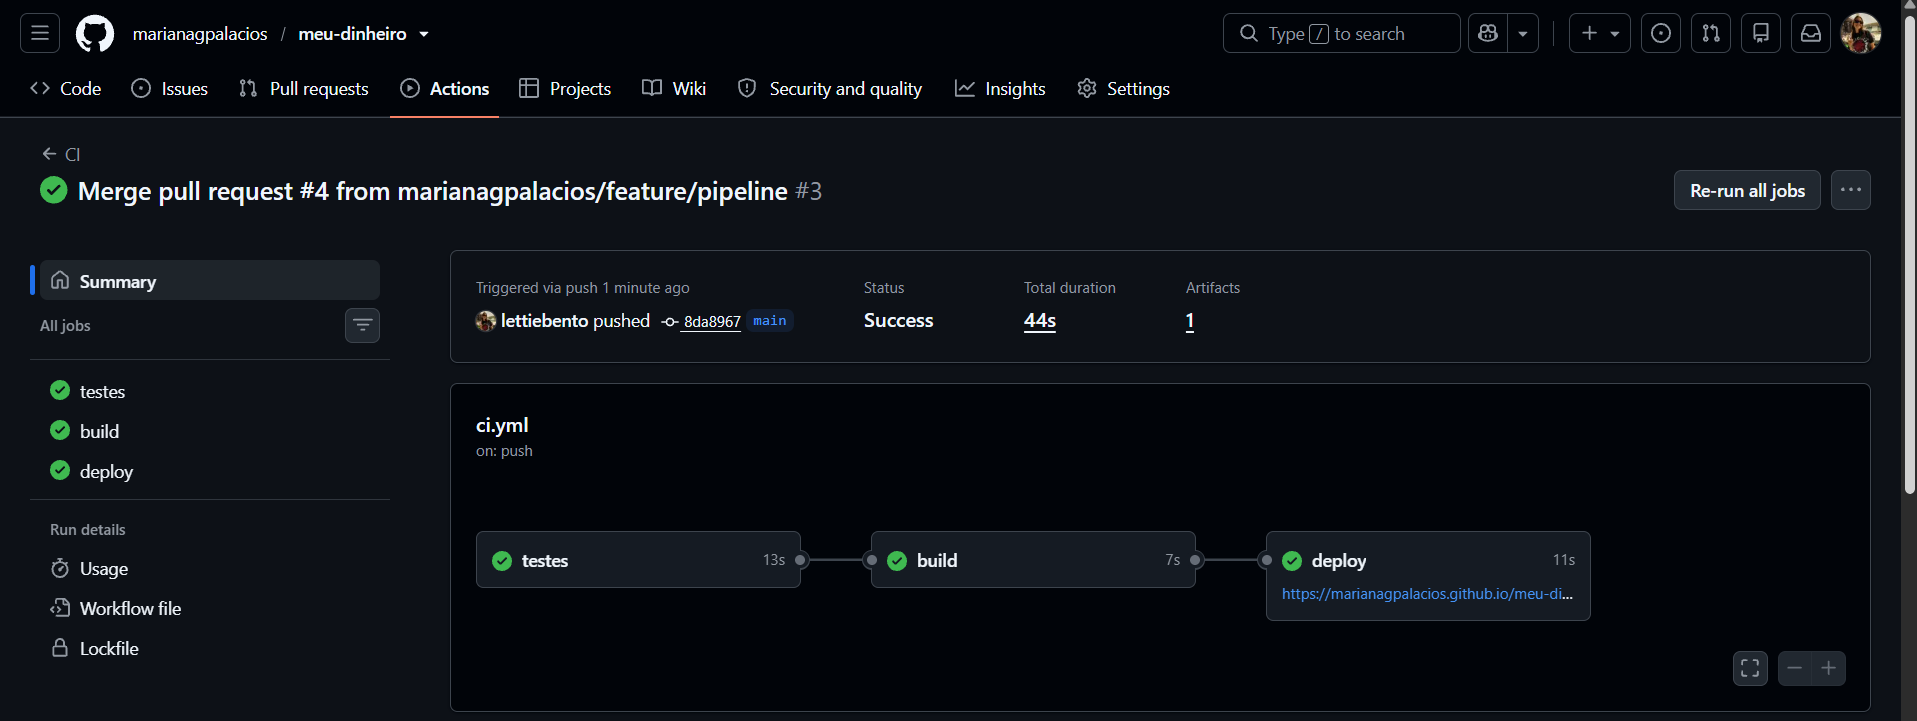 marianagpalacios / meu-dinheiro
Type / to search
Code Issues Pull requests Actions Projects Wiki Security and quality Insights Settings
CI
Merge pull request #4 from marianagpalacios/feature/pipeline #3
Re-run all jobs
Summary
All jobs
testes
build
deploy
Run details
Usage
Workflow file
Lockfile
Triggered via push 1 minute ago
lettiebento pushed 8da8967 main
Status
Success
Total duration
44s
Artifacts
1
ci.yml
on: push
testes 13s
build 7s
deploy 11s
https://marianagpalacios.github.io/meu-di...